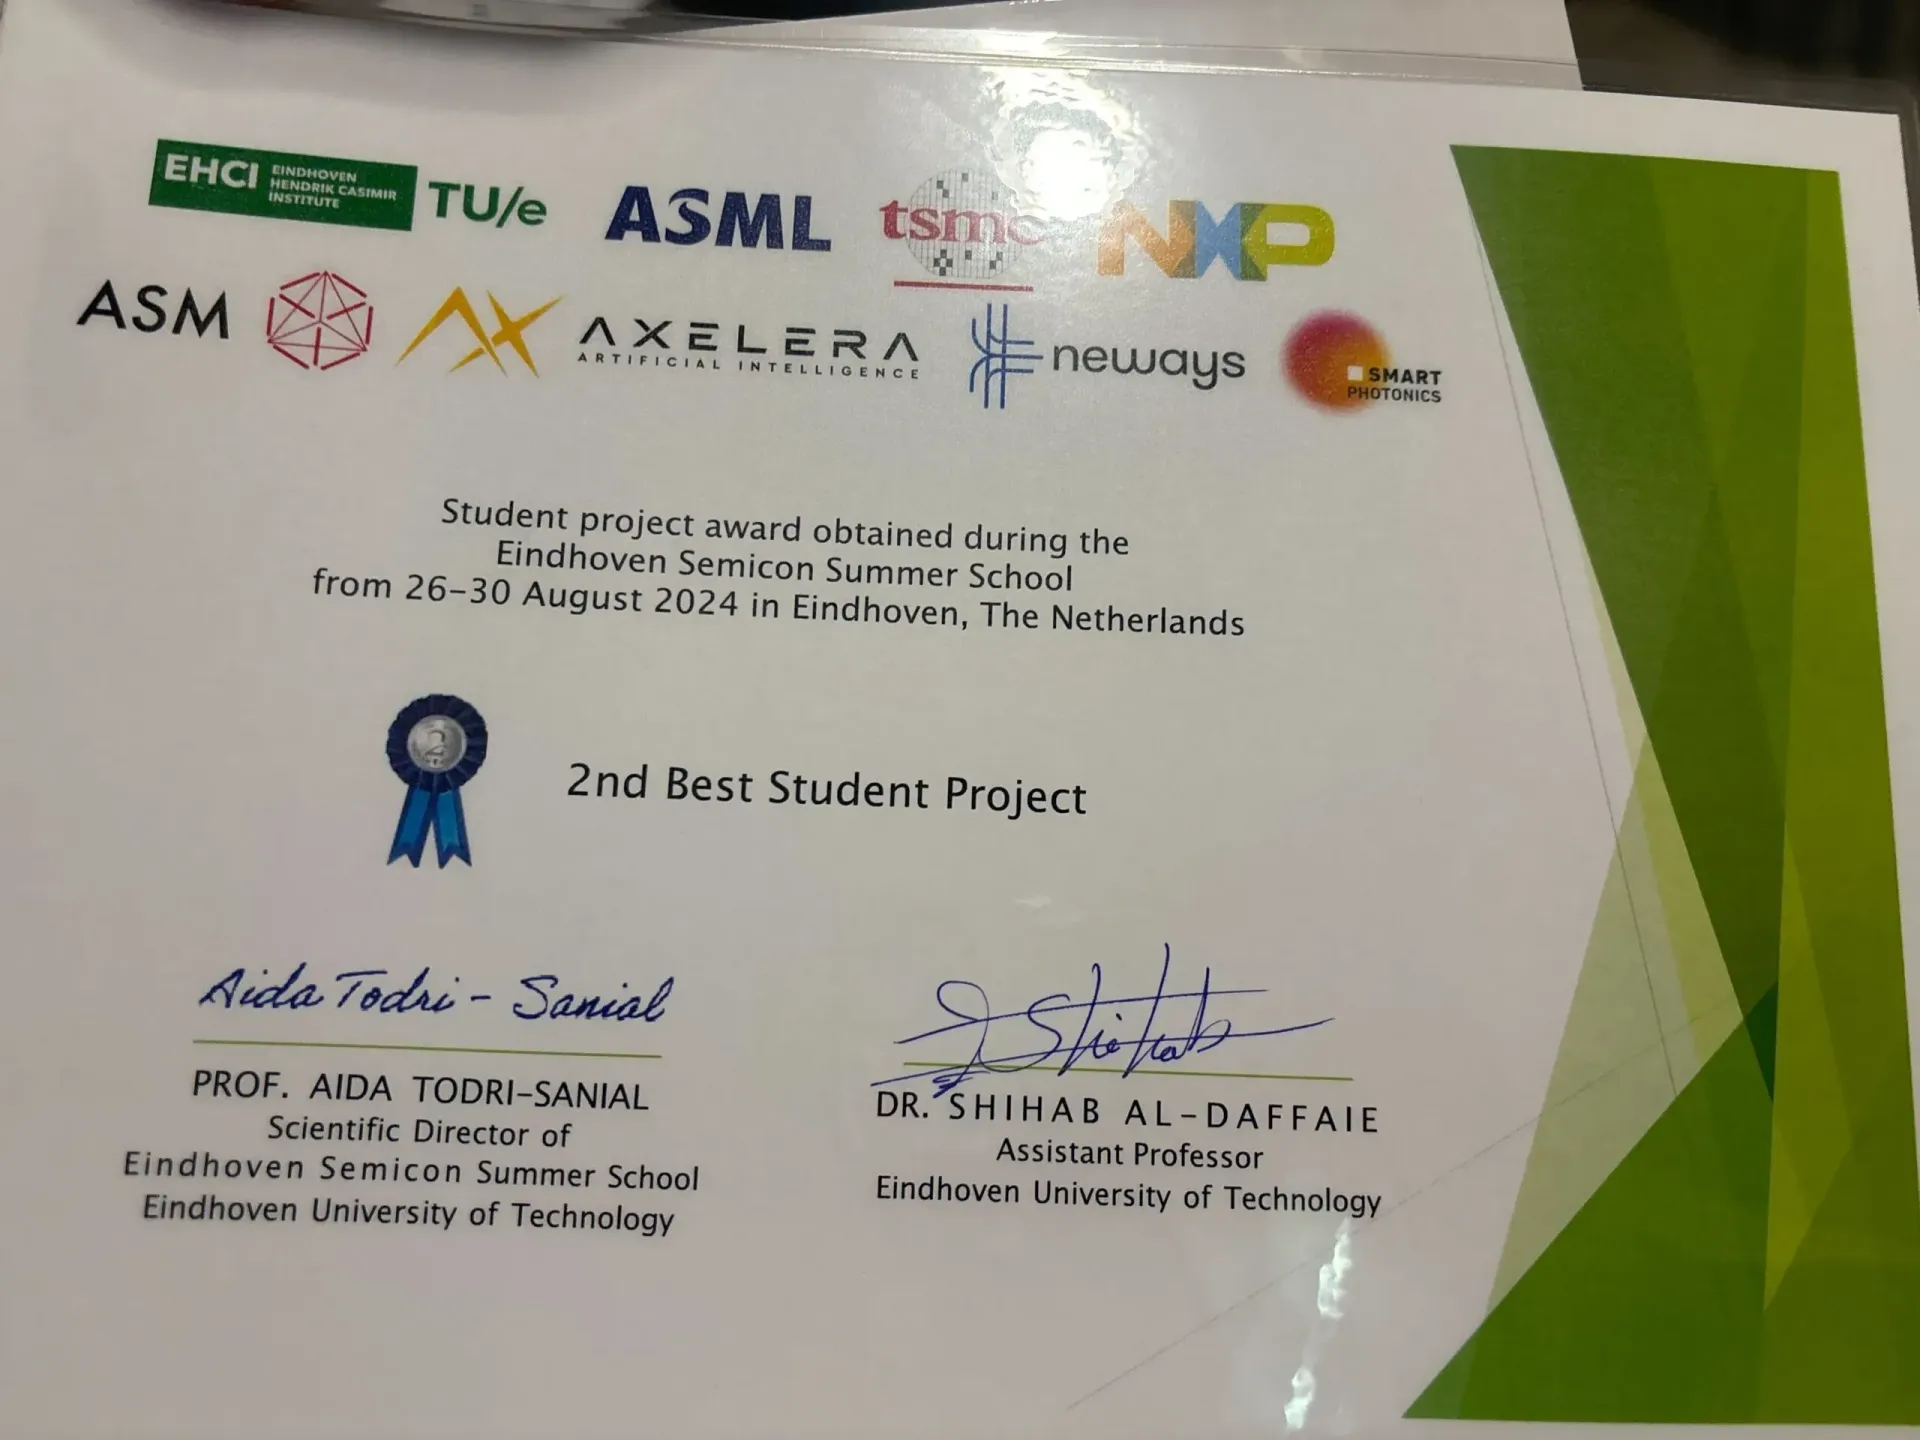 EHCI EINDHOVEN
HENDRIK CASIMIR
INSTITUTE
TU/e
ASML
tsmc
NXP
ASM
AXELERA
ARTIFICIAL INTELLIGENCE
neways
SMART
PHOTONICS
Student project award obtained during the
Eindhoven Semicon Summer School
from 26-30 August 2024 in Eindhoven, The Netherlands
2
2nd Best Student Project
Aida Todri - Sanial
Shihab
PROF. AIDA TODRI-SANIAL
Scientific Director of
Eindhoven Semicon Summer School
Eindhoven University of Technology
DR. SHIHAB AL-DAFFAIE
Assistant Professor
Eindhoven University of Technology